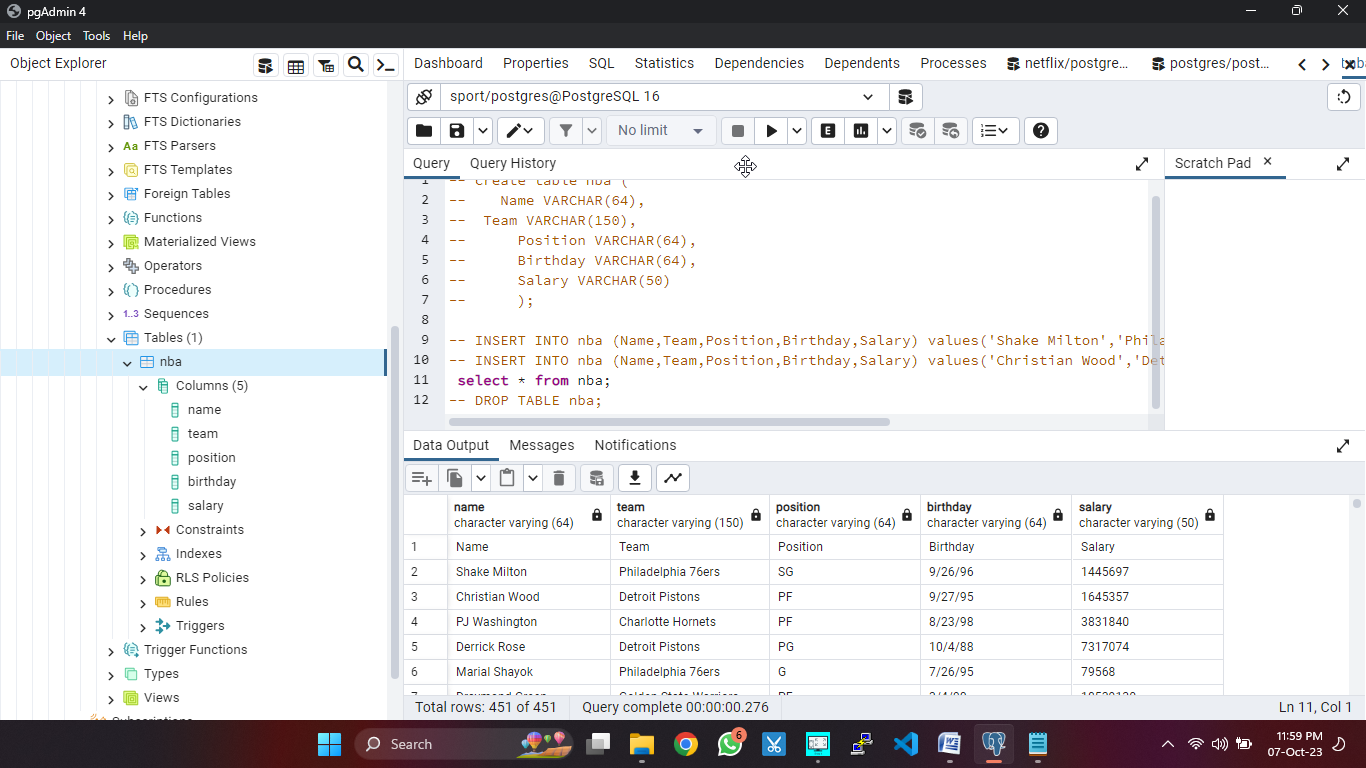 pgAdmin 4
File Object Tools Help
Object Explorer
Dashboard Properties SQL Statistics Dependencies Dependents Processes netflix/postgre... postgres/post...
FTS Configurations
FTS Dictionaries
Aa FTS Parsers
FTS Templates
Foreign Tables
Functions
Materialized Views
Operators
Procedures
1..3 Sequences
Tables (1)
nba
Columns (5)
name
team
position
birthday
salary
Constraints
Indexes
RLS Policies
Rules
Triggers
Trigger Functions
Types
Views
Subscriptions
sport/postgres@PostgreSQL 16
No limit
E
Query Query History
Scratch Pad
1 -- create table nba (
2 -- Name VARCHAR(64),
3 -- Team VARCHAR(150),
4 -- Position VARCHAR(64),
5 -- Birthday VARCHAR(64),
6 -- Salary VARCHAR(50)
7 -- );
8
9 -- INSERT INTO nba (Name,Team,Position,Birthday,Salary) values('Shake Milton','Phila
10 -- INSERT INTO nba (Name,Team,Position,Birthday,Salary) values('Christian Wood','Det
11 select * from nba;
12 -- DROP TABLE nba;
Data Output Messages Notifications
name team position birthday salary
character varying (64) character varying (150) character varying (64) character varying (64) character varying (50)
1 Name Team Position Birthday Salary
2 Shake Milton Philadelphia 76ers SG 9/26/96 1445697
3 Christian Wood Detroit Pistons PF 9/27/95 1645357
4 PJ Washington Charlotte Hornets PF 8/23/98 3831840
5 Derrick Rose Detroit Pistons PG 10/4/88 7317074
6 Marial Shayok Philadelphia 76ers G 7/26/95 79568
7 Draymond Green Golden State Warriors PF
Total rows: 451 of 451 Query complete 00:00:00.276 Ln 11, Col 1
Search
6
11:59 PM
07-Oct-23